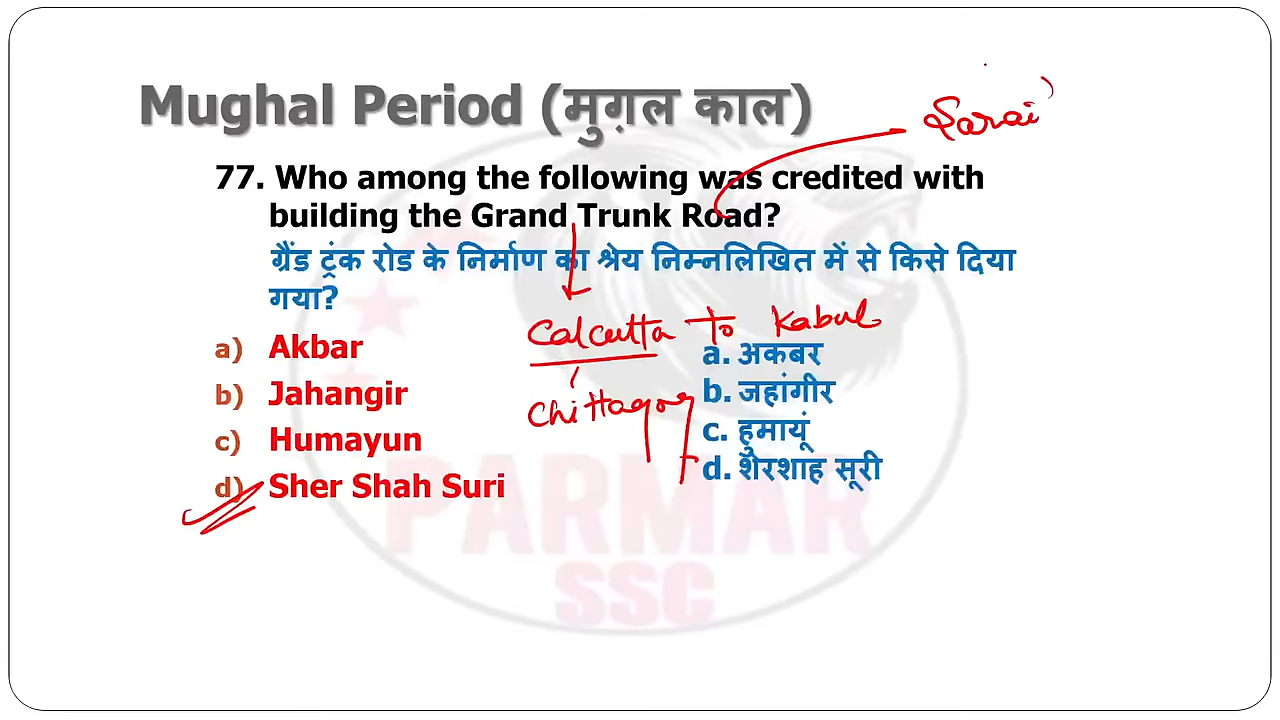 Mughal Period (मुग़ल काल)
Sarai
77. Who among the following was credited with
building the Grand Trunk Road?
ग्रैंड ट्रंक रोड के निर्माण का श्रेय निम्नलिखित में से किसे दिया
गया?
Calcutta to Kabul
Chittagong
a) Akbar
b) Jahangir
c) Humayun
d) Sher Shah Suri
a. अकबर
b. जहांगीर
c. हुमायूं
d. शेरशाह सूरी
PARMAR
SSC